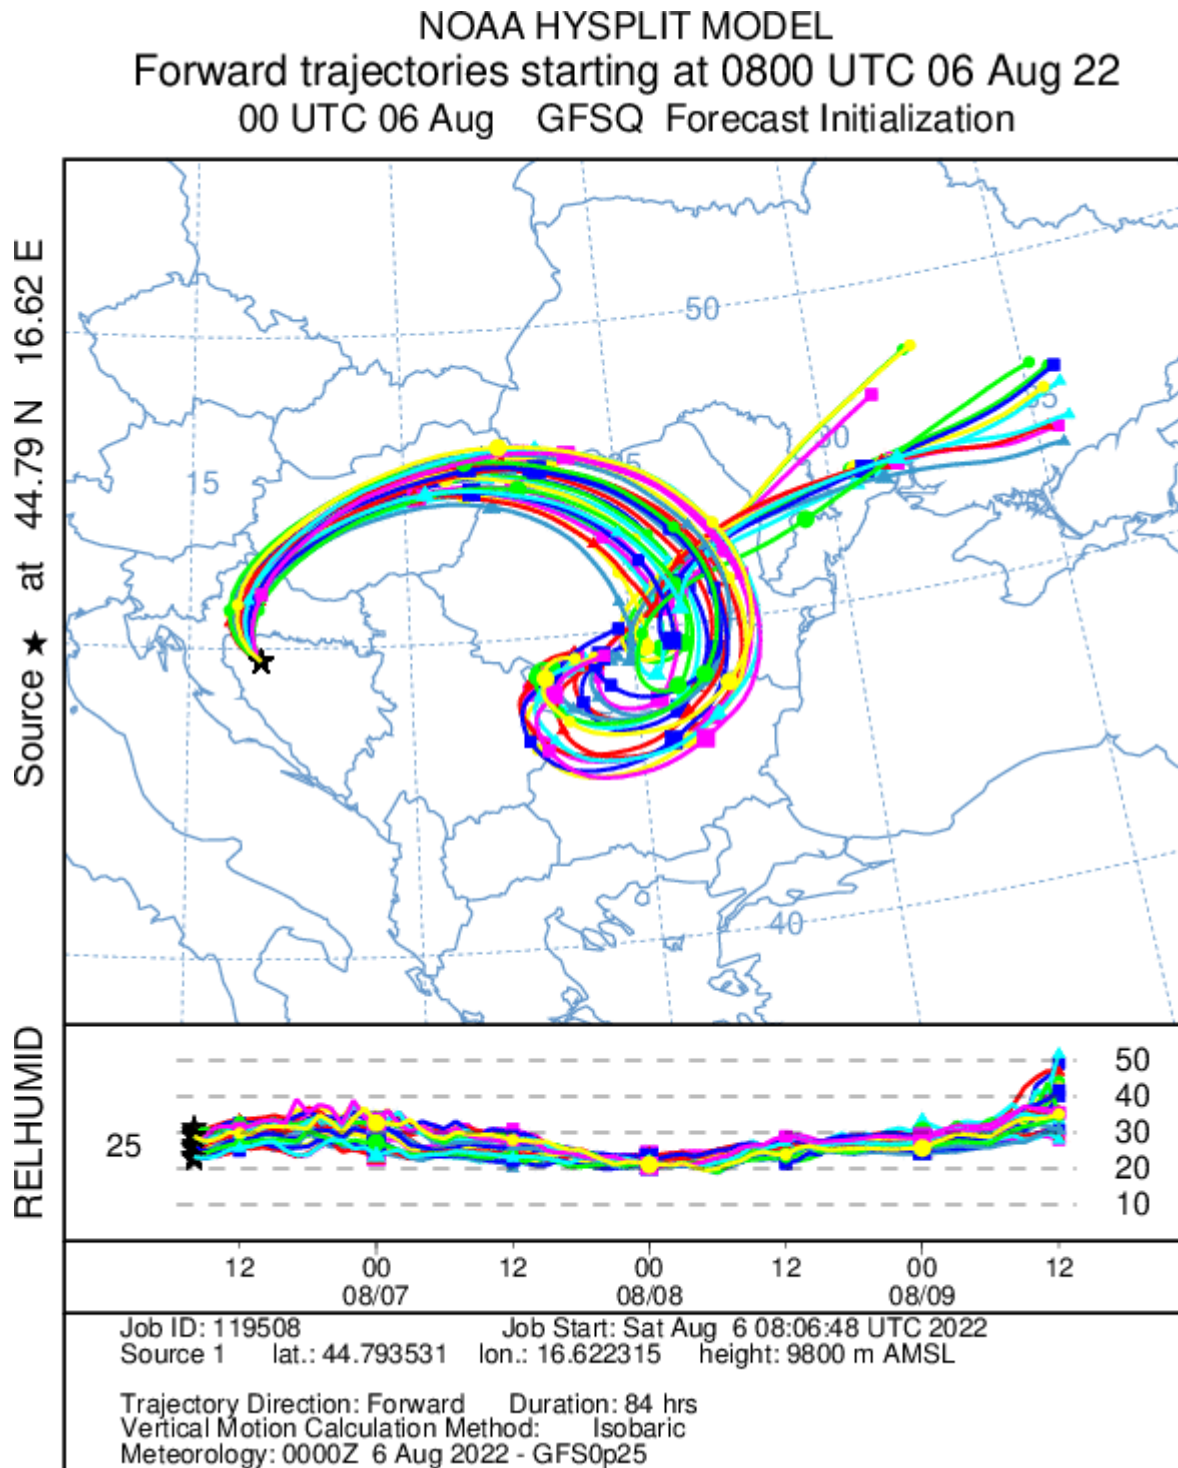 NOAA HYSPLIT MODEL
Forward trajectories starting at 0800 UTC 06 Aug 22
00 UTC 06 Aug GFSQ Forecast Initialization
Source ★ at 44.79 N 16.62 E
50
15
25
30
35
40
RELHUMID
25
50
40
30
20
10
12 00 12 00 12 00 12
08/07 08/08 08/09
Job ID: 119508 Job Start: Sat Aug 6 08:06:48 UTC 2022
Source 1 lat.: 44.793531 lon.: 16.622315 height: 9800 m AMSL
Trajectory Direction: Forward Duration: 84 hrs
Vertical Motion Calculation Method: Isobaric
Meteorology: 0000Z 6 Aug 2022 - GFS0p25